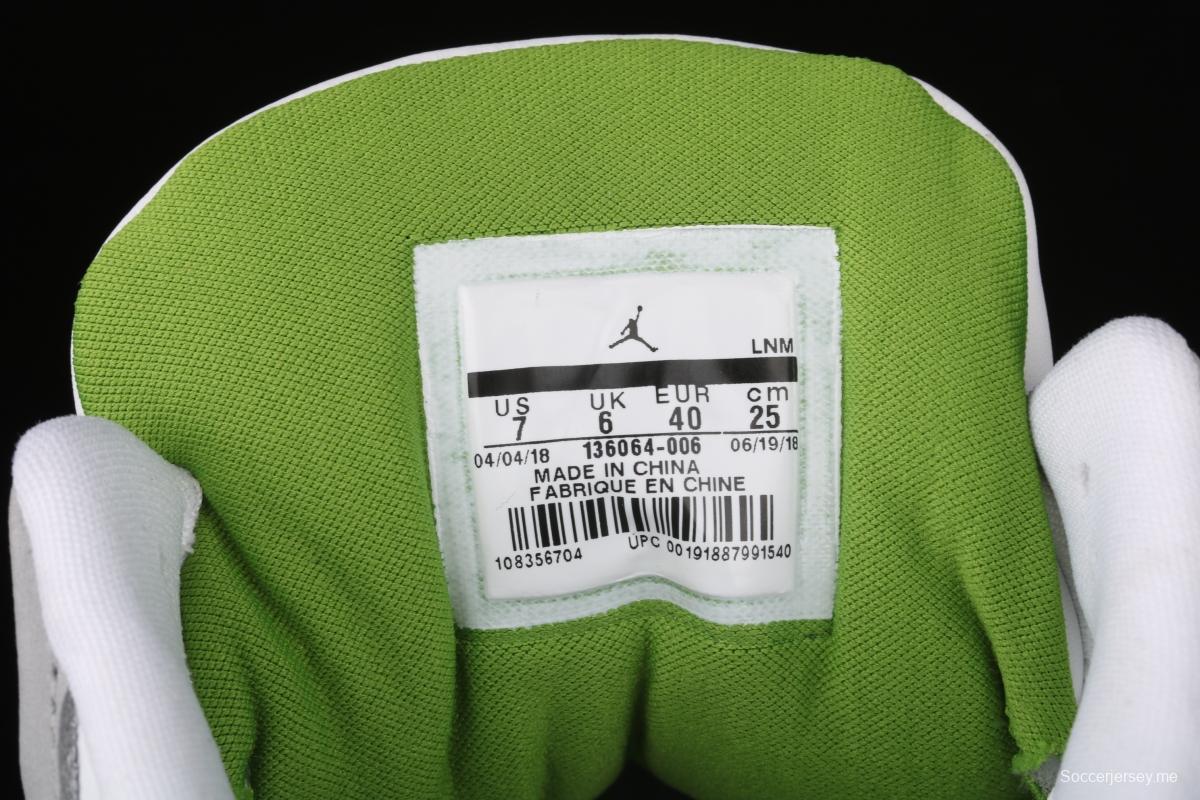 LNM
US UK EUR cm
7 6 40 25
04/04/18 136064-006 06/19/18
MADE IN CHINA
FABRIQUE EN CHINE
108356704 UPC 00191887991540
Soccerjersey.me